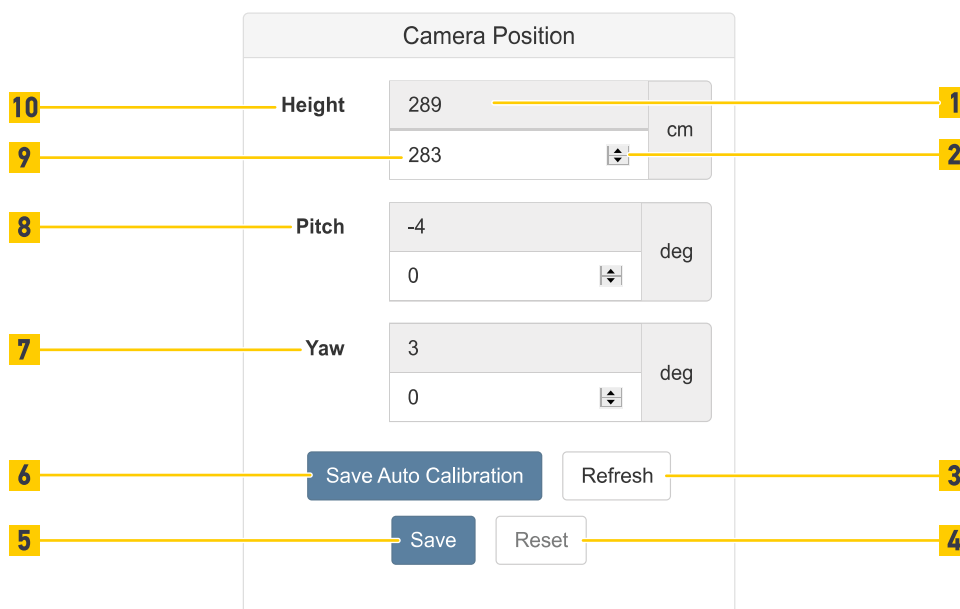 Camera Position
10 Height 289 cm 1
9 283 2
8 Pitch -4 deg
0
7 Yaw 3 deg
0
6 Save Auto Calibration Refresh 3
5 Save Reset 4